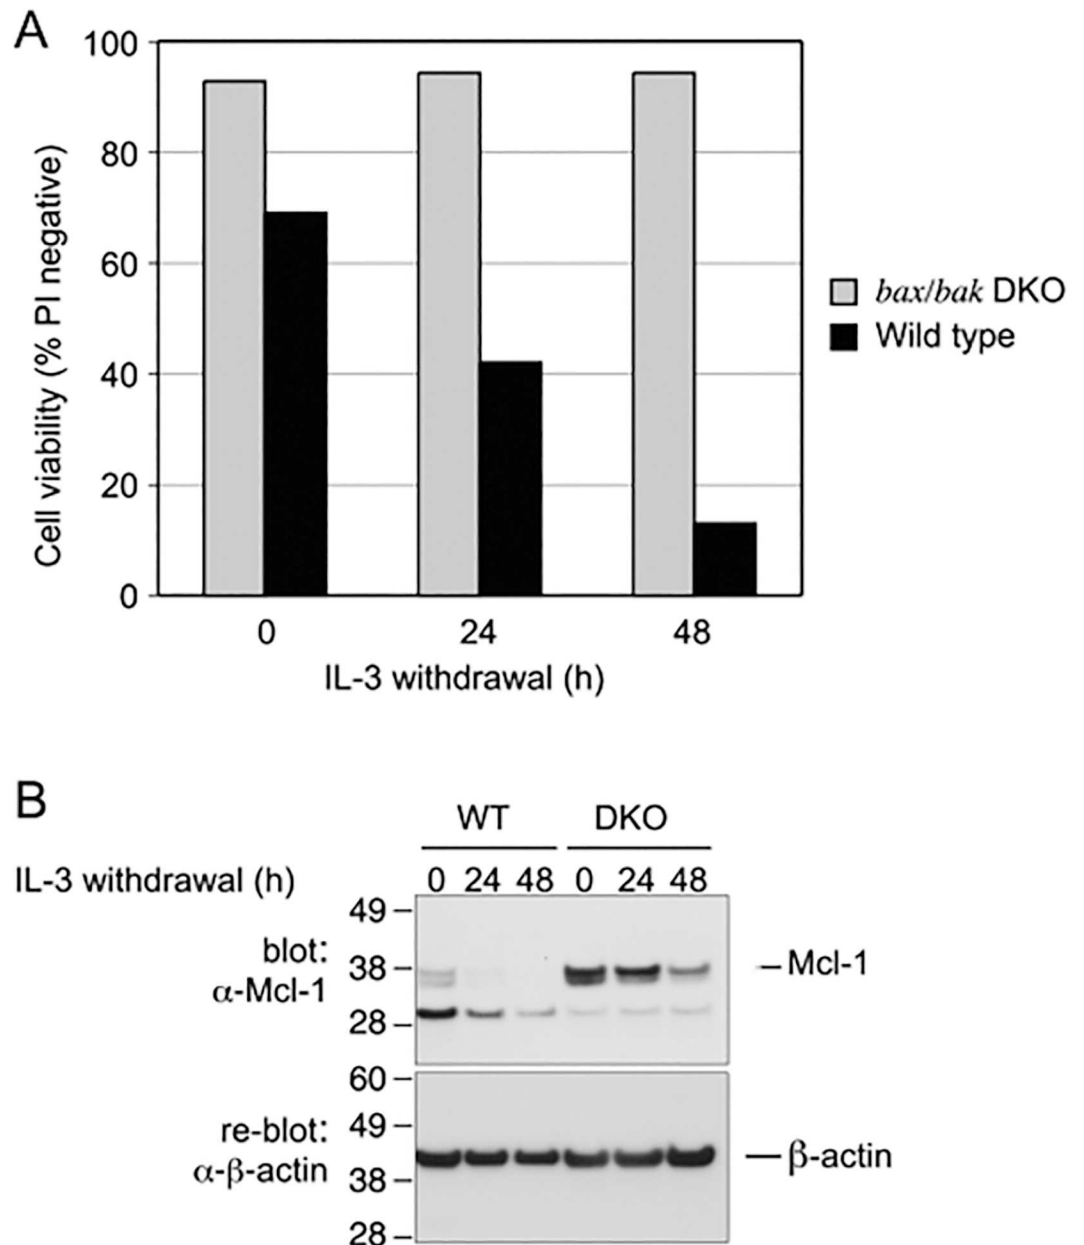 A
100
80
60
40
20
0
Cell viability (% PI negative)
0 24 48
IL-3 withdrawal (h)
bax/bak DKO
Wild type
B
WT DKO
IL-3 withdrawal (h) 0 24 48 0 24 48
49
blot:
α-Mcl-1
38
28
Mcl-1
60
49
re-blot:
α-β-actin
38
28
β-actin